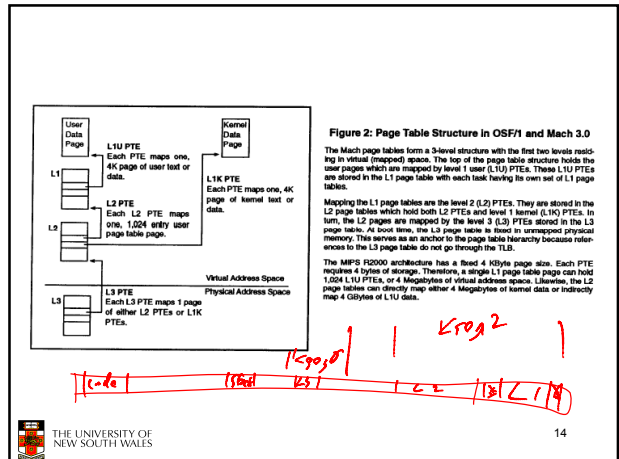 User
Data
Page
Kernel
Data
Page
L1U PTE
Each PTE maps one,
4K page of user text or
data.
L1
L1K PTE
Each PTE maps one, 4K
page of kernel text or
data.
L2 PTE
Each L2 PTE maps
one, 1,024 entry user
page table page.
L2
Virtual Address Space
Physical Address Space
L3 PTE
Each L3 PTE maps 1 page
of either L2 PTEs or L1K
PTEs.
L3
Figure 2: Page Table Structure in OSF/1 and Mach 3.0
The Mach page tables form a 3-level structure with the first two levels resid-
ing in virtual (mapped) space. The top of the page table structure holds the
user pages which are mapped by level 1 user (L1U) PTEs. These L1U PTEs
are stored in the L1 page table with each task having its own set of L1 page
tables.
Mapping the L1 page tables are the level 2 (L2) PTEs. They are stored in the
L2 page tables which hold both L2 PTEs and level 1 kernel (L1K) PTEs. In
turn, the L2 pages are mapped by the level 3 (L3) PTEs stored in the L3
page table. At boot time, the L3 page table is fixed in unmapped physical
memory. This serves as an anchor to the page table hierarchy because refer-
ences to the L3 page table do not go through the TLB.
The MIPS R2000 architecture has a fixed 4 KByte page size. Each PTE
requires 4 bytes of storage. Therefore, a single L1 page table page can hold
1,024 L1U PTEs, or 4 Megabytes of virtual address space. Likewise, the L2
page tables can directly map either 4 Megabytes of kernel data or indirectly
map 4 GBytes of L1U data.
kseg0
kseg2
code
L2
L1
THE UNIVERSITY OF
NEW SOUTH WALES
14